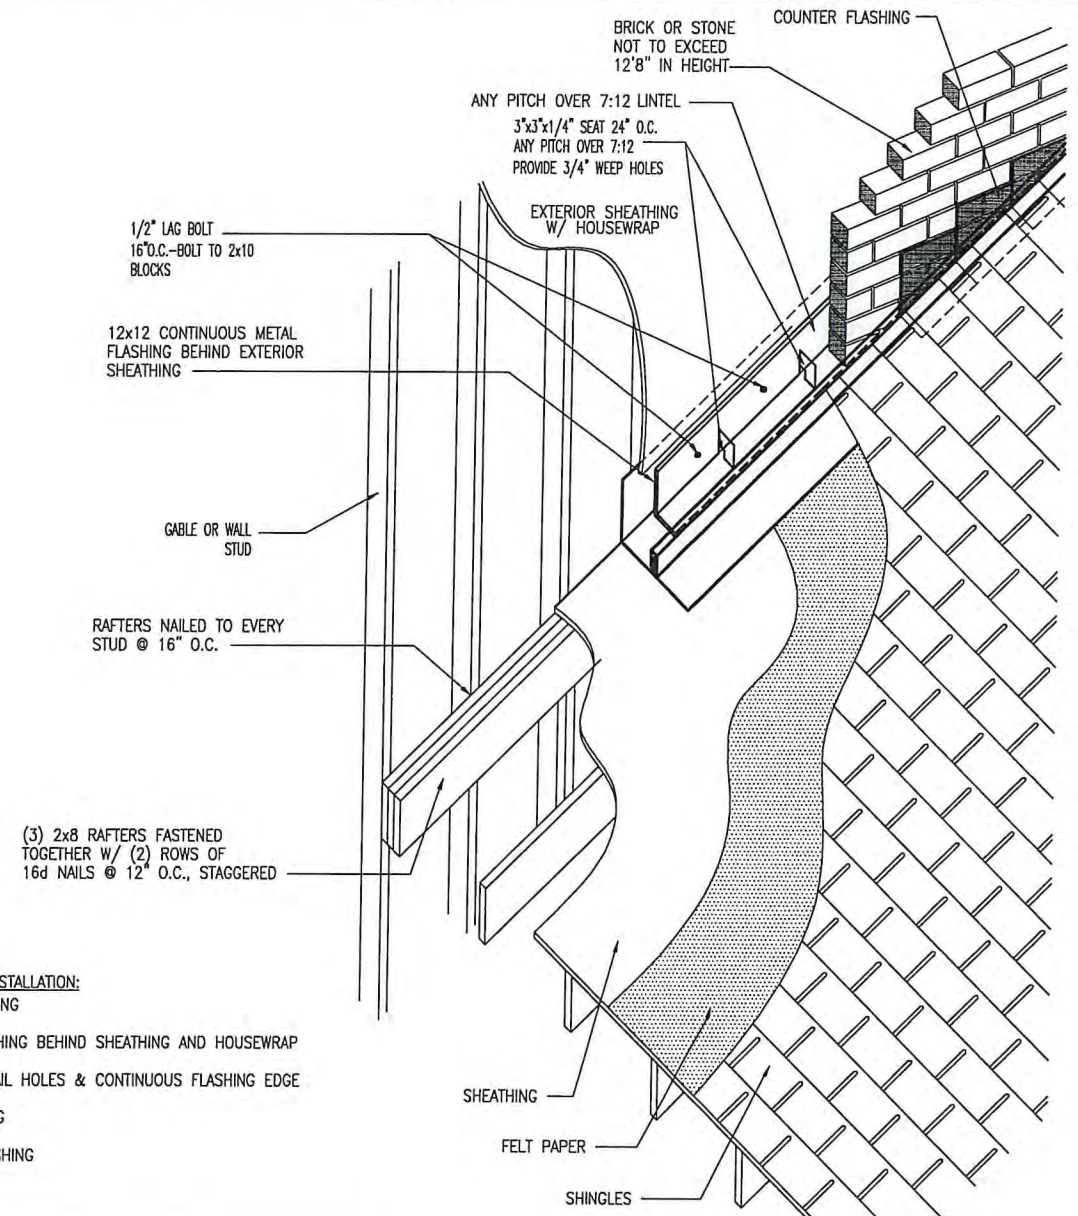 COUNTER FLASHING
BRICK OR STONE
NOT TO EXCEED
12'8" IN HEIGHT
ANY PITCH OVER 7:12 LINTEL
3"x3"x1/4" SEAT 24" O.C.
ANY PITCH OVER 7:12
PROVIDE 3/4" WEEP HOLES
EXTERIOR SHEATHING
W/ HOUSEWRAP
1/2" LAG BOLT
16"O.C.-BOLT TO 2x10
BLOCKS
12x12 CONTINUOUS METAL
FLASHING BEHIND EXTERIOR
SHEATHING
GABLE OR WALL
STUD
RAFTERS NAILED TO EVERY
STUD @ 16" O.C.
(3) 2x8 RAFTERS FASTENED
TOGETHER W/ (2) ROWS OF
16d NAILS @ 12" O.C., STAGGERED
STALLATION:
NG
HING BEHIND SHEATHING AND HOUSEWRAP
IL HOLES & CONTINUOUS FLASHING EDGE
G
SHING
SHEATHING
FELT PAPER
SHINGLES